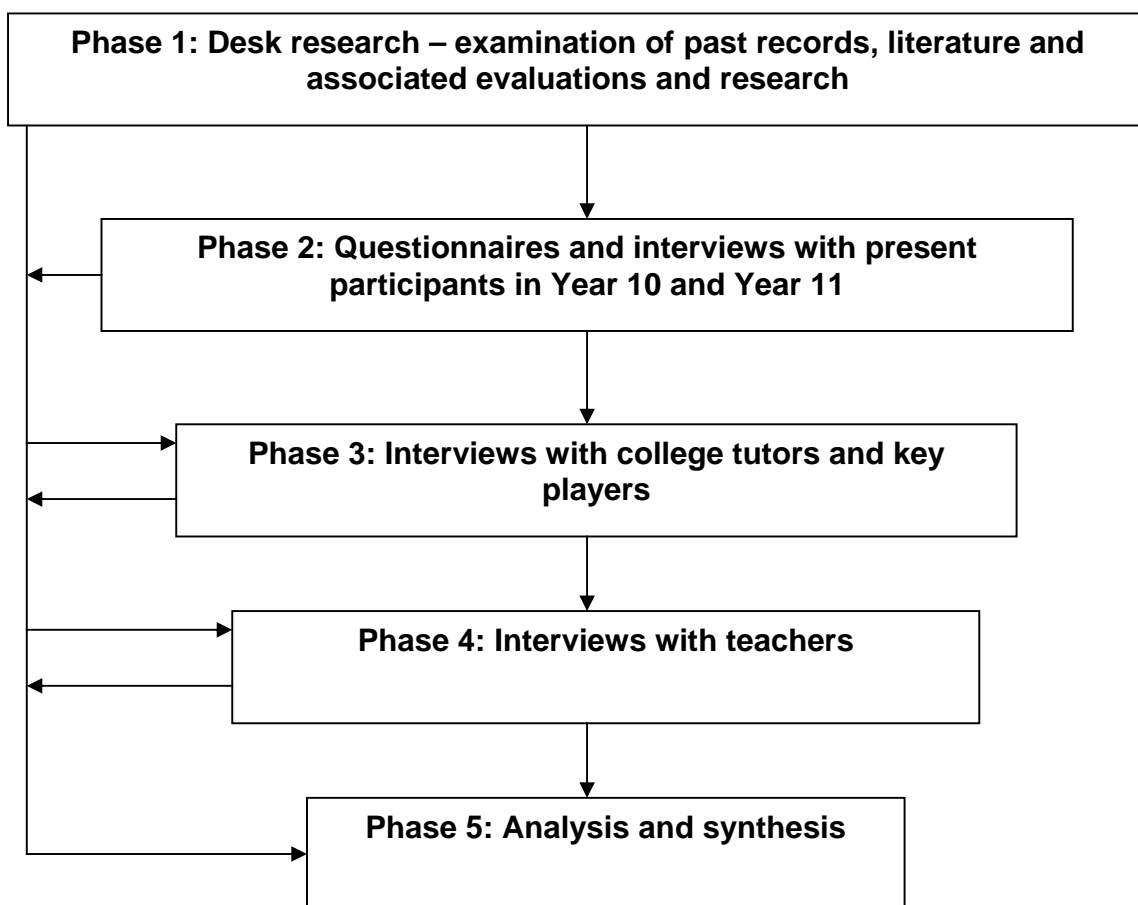 Phase 1: Desk research – examination of past records, literature and
associated evaluations and research
Phase 2: Questionnaires and interviews with present
participants in Year 10 and Year 11
Phase 3: Interviews with college tutors and key
players
Phase 4: Interviews with teachers
Phase 5: Analysis and synthesis